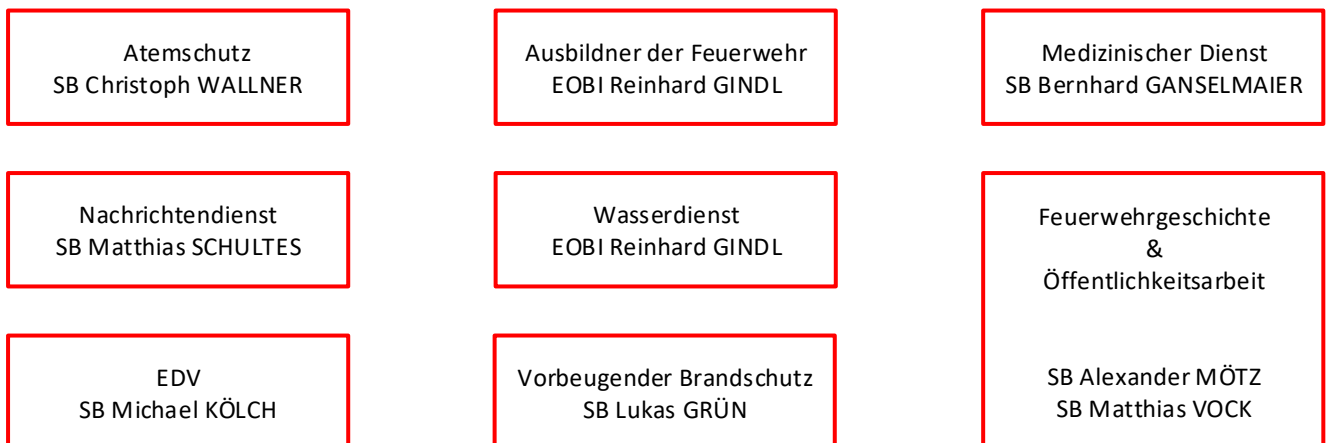 Atemschutz
SB Christoph WALLNER
Ausbildner der Feuerwehr
EOBI Reinhard GINDL
Medizinischer Dienst
SB Bernhard GANSELMAIER
Nachrichtendienst
SB Matthias SCHULTES
Wasserdienst
EOBI Reinhard GINDL
Feuerwehrgeschichte
&
Öffentlichkeitsarbeit
SB Alexander MÖTZ
SB Matthias VOCK
EDV
SB Michael KÖLCH
Vorbeugender Brandschutz
SB Lukas GRÜN